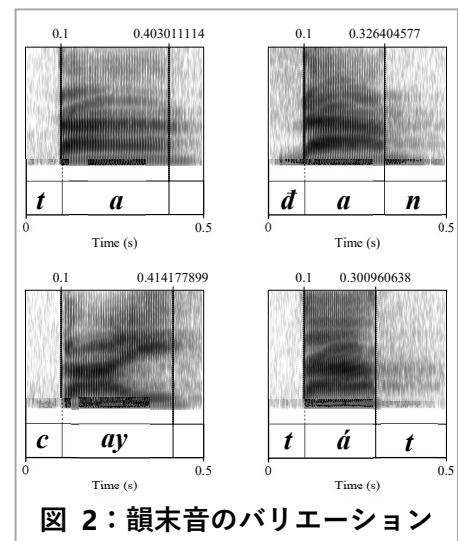 0.1 0.403011114
t a
0 0.5
Time (s)
0.1 0.326404577
đ a n
0 0.5
Time (s)
0.1 0.414177899
c ay
0 0.5
Time (s)
0.1 0.300960638
t á t
0 0.5
Time (s)
図 2：韻末音のバリエーション